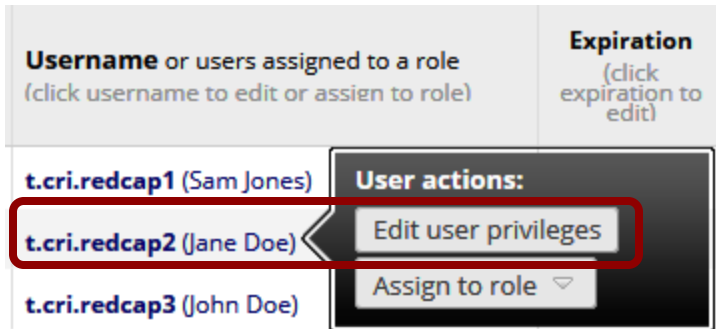 Username or users assigned to a role
(click username to edit or assign to role)
Expiration
(click
expiration to
edit)
t.cri.redcap1 (Sam Jones)
User actions:
t.cri.redcap2 (Jane Doe)
Edit user privileges
Assign to role
t.cri.redcap3 (John Doe)